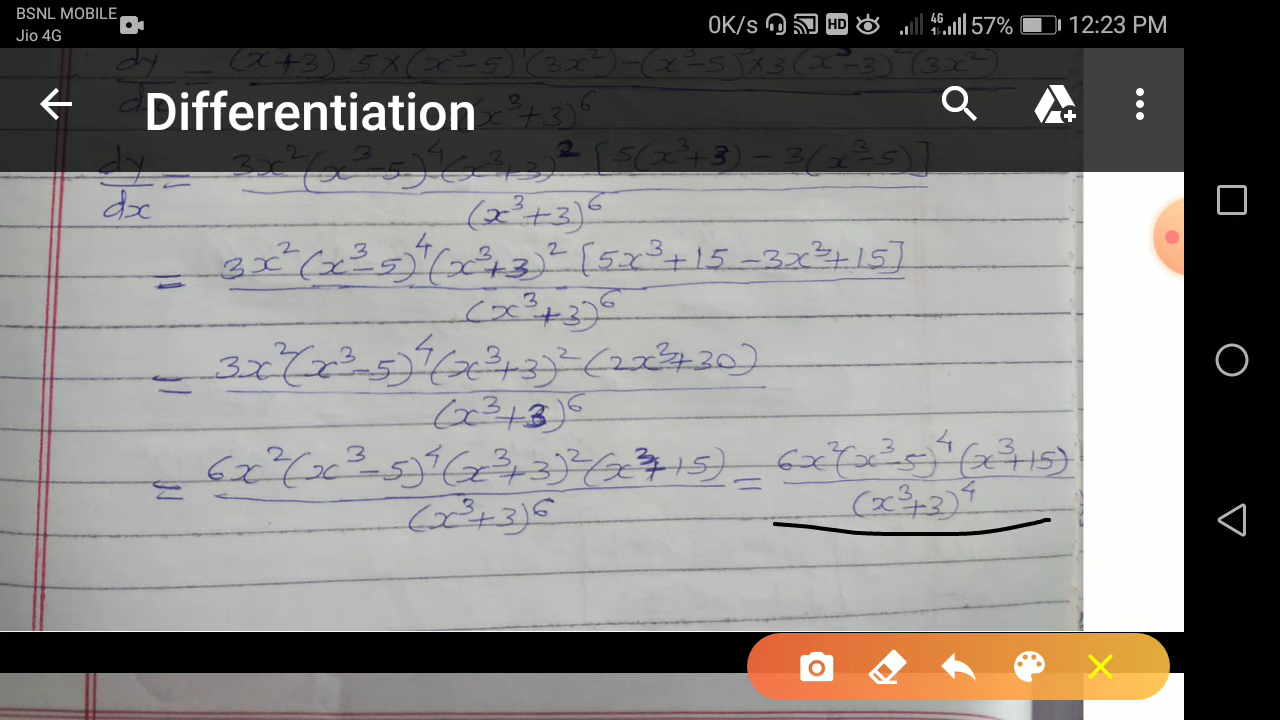 BSNL MOBILE
Jio 4G
0K/s HD 4G 57% 12:23 PM
Differentiation
(x³+3)⁶
dy/dx = 3x²(x³-5)⁴(x³+3)² [5(x³+3) - 3(x³-5)]
(x³+3)⁶
= 3x²(x³-5)⁴(x³+3)² [5x³+15-3x³+15]
(x³+3)⁶
= 3x²(x³-5)⁴(x³+3)² (2x³+30)
(x³+3)⁶
= 6x²(x³-5)⁴(x³+3)²(x³+15) = 6x²(x³-5)⁴(x³+15)
(x³+3)⁶ (x³+3)⁴